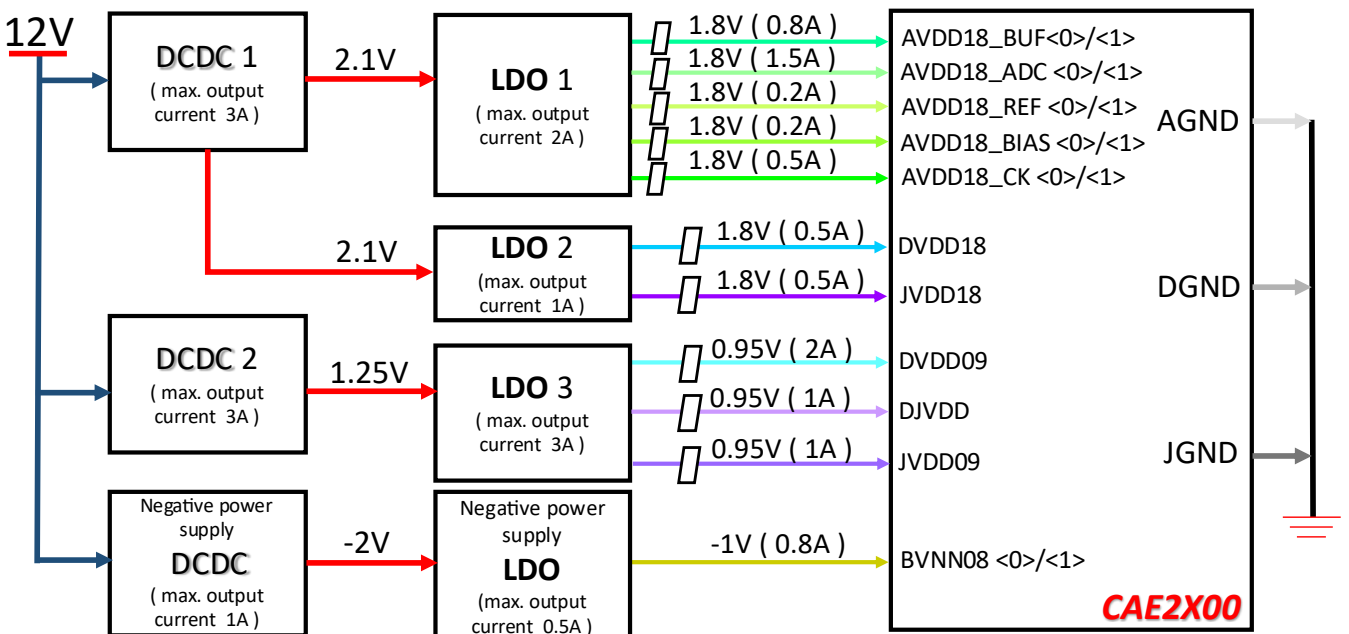 12V
DCDC 1
( max. output
current 3A )
2.1V
LDO 1
( max. output
current 2A )
1.8V ( 0.8A )
1.8V ( 1.5A )
1.8V ( 0.2A )
1.8V ( 0.2A )
1.8V ( 0.5A )
AVDD18_BUF<0>/<1>
AVDD18_ADC <0>/<1>
AVDD18_REF <0>/<1>
AVDD18_BIAS <0>/<1>
AVDD18_CK <0>/<1>
AGND
2.1V
LDO 2
(max. output
current 1A )
1.8V ( 0.5A )
1.8V ( 0.5A )
DVDD18
JVDD18
DGND
DCDC 2
( max. output
current 3A )
1.25V
LDO 3
( max. output
current 3A )
0.95V ( 2A )
0.95V ( 1A )
0.95V ( 1A )
DVDD09
DJVDD
JVDD09
JGND
Negative power
supply
DCDC
( max. output
current 1A )
-2V
Negative power
supply
LDO
(max. output
current 0.5A )
-1V ( 0.8A )
BVNN08 <0>/<1>
CAE2X00